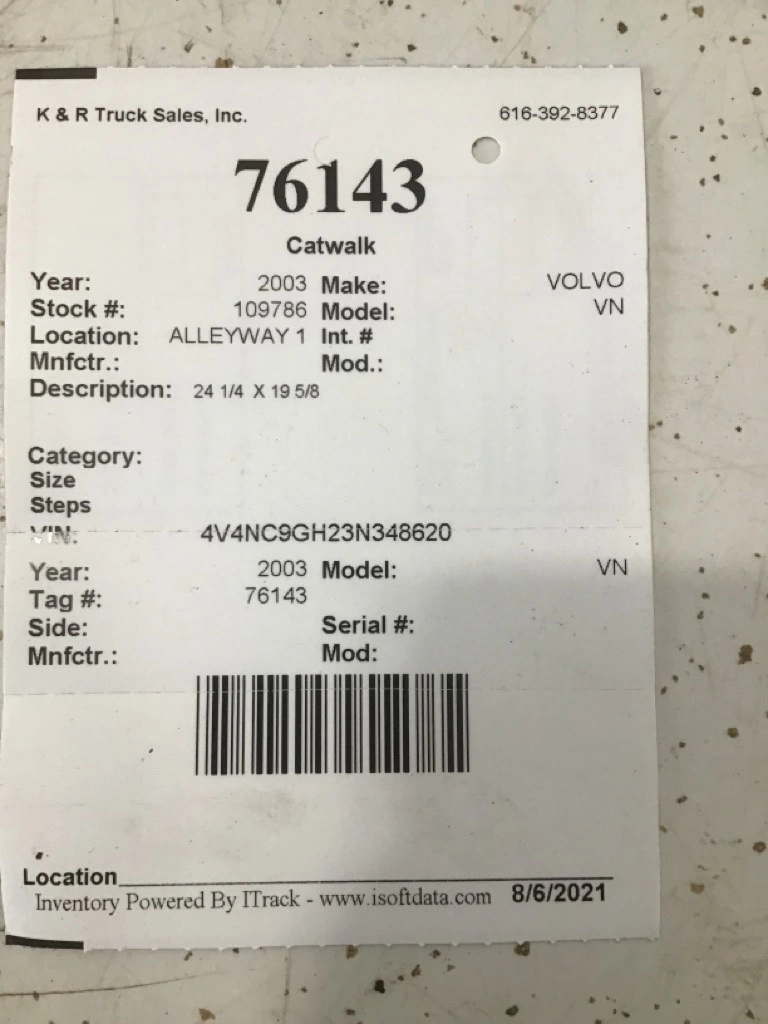 K & R Truck Sales, Inc. 616-392-8377
76143
Catwalk
Year: 2003 Make: VOLVO
Stock #: 109786 Model: VN
Location: ALLEYWAY 1 Int. #
Mnfctr.: Mod.:
Description: 24 1/4 X 19 5/8
Category:
Size
Steps
VIN: 4V4NC9GH23N348620
Year: 2003 Model: VN
Tag #: 76143
Side: Serial #:
Mnfctr.: Mod:
Location
Inventory Powered By ITrack - www.isoftdata.com 8/6/2021